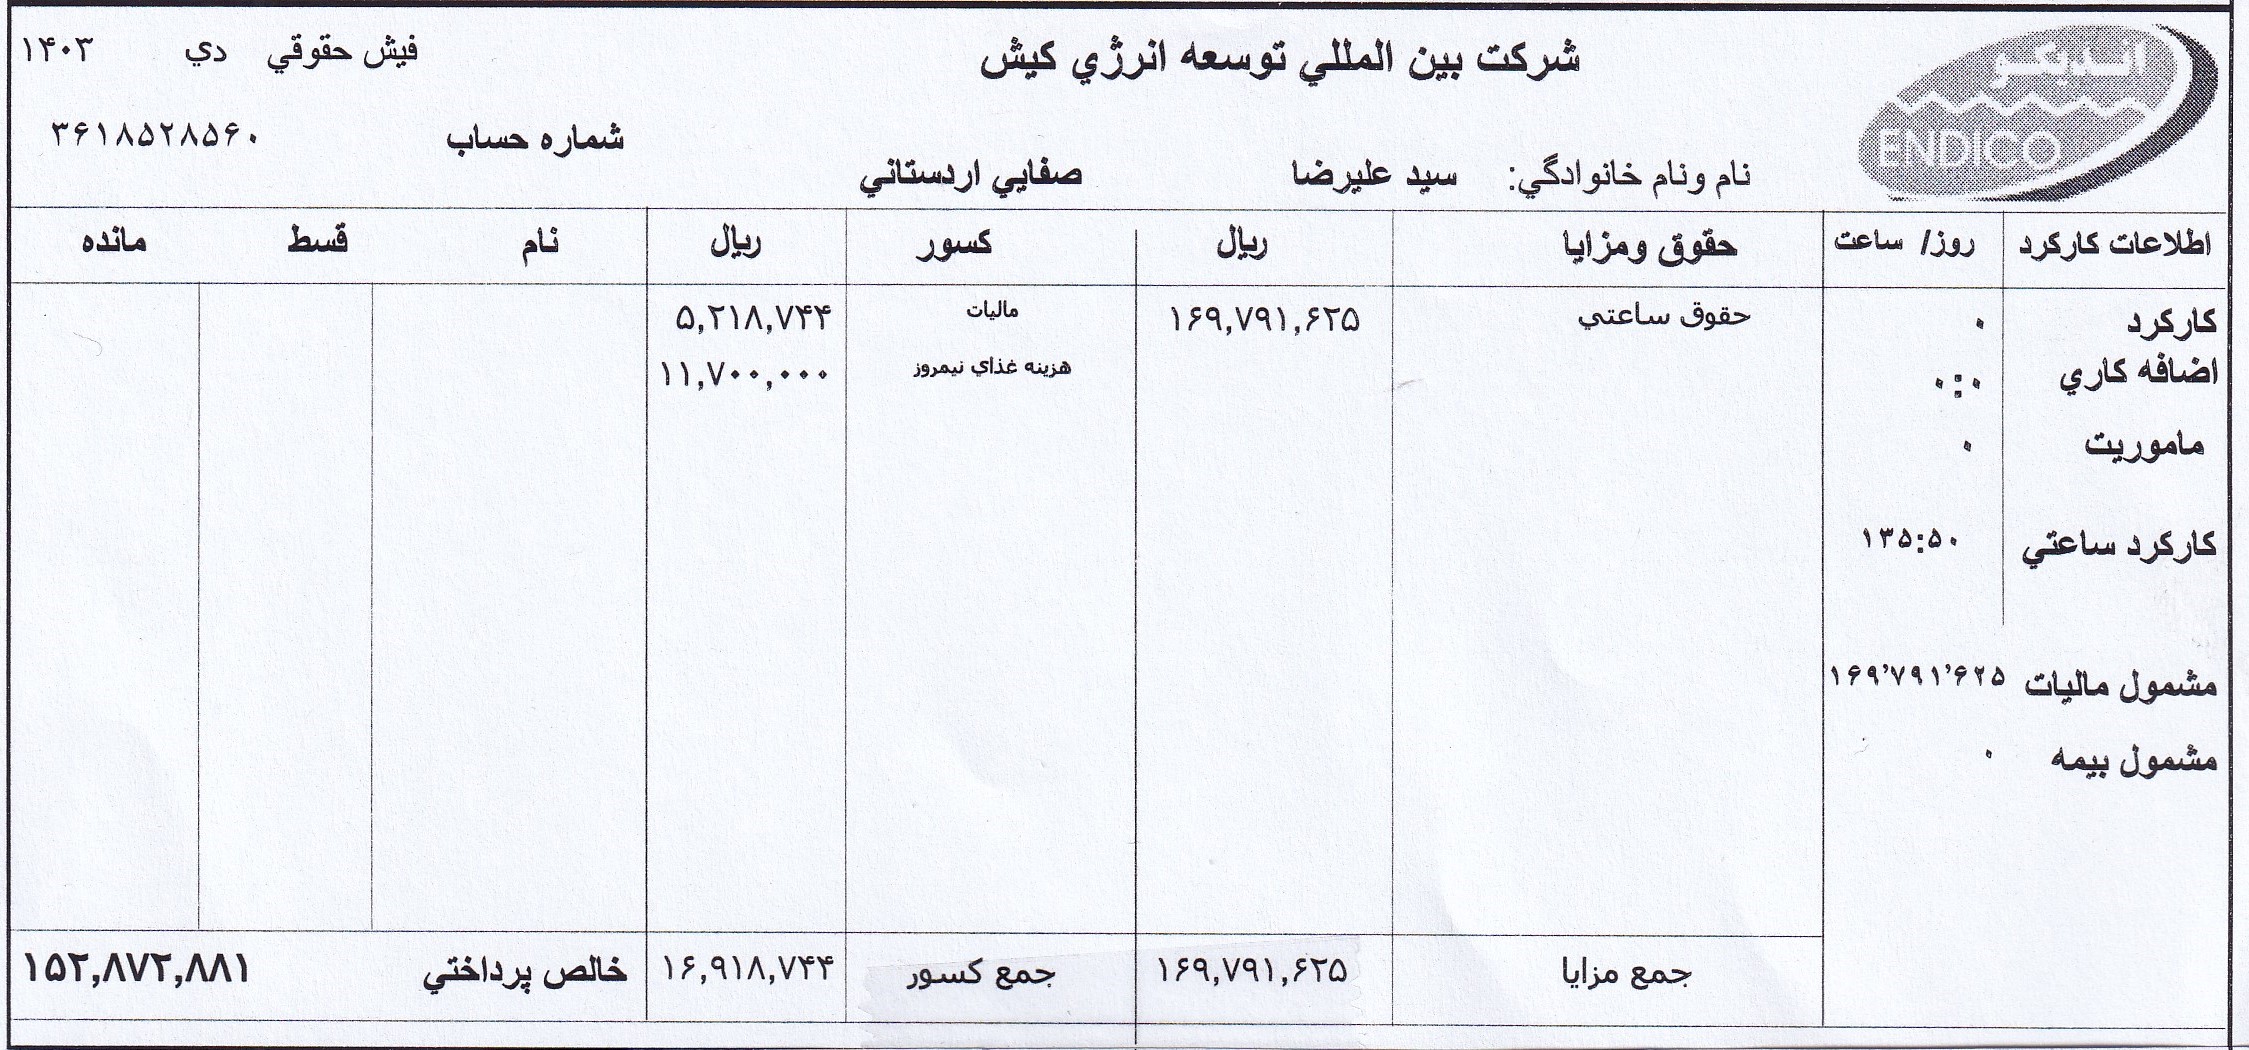 انديكو
ENDICO
شركت بين المللي توسعه انرژي كيش
فيش حقوقي دي ۱۴۰۳
شماره حساب ۳۶۱۸۵۲۸۵۶۰
نام ونام خانوادگي: سيد عليرضا صفايي اردستاني
اطلاعات كاركرد روز/ ساعت حقوق ومزايا ريال كسور ريال نام قسط مانده
كاركرد ۰ حقوق ساعتي ۱۶۹,۷۹۱,۶۲۵ ماليات ۵,۲۱۸,۷۴۴
اضافه كاري ۰:۰ هزينه غذاي نيمروز ۱۱,۷۰۰,۰۰۰
ماموريت ۰
كاركرد ساعتي ۱۳۵:۵۰
مشمول ماليات ۱۶۹٬۷۹۱٬۶۲۵
مشمول بيمه ۰
جمع مزايا ۱۶۹,۷۹۱,۶۲۵ جمع كسور ۱۶,۹۱۸,۷۴۴ خالص پرداختي ۱۵۲,۸۷۲,۸۸۱